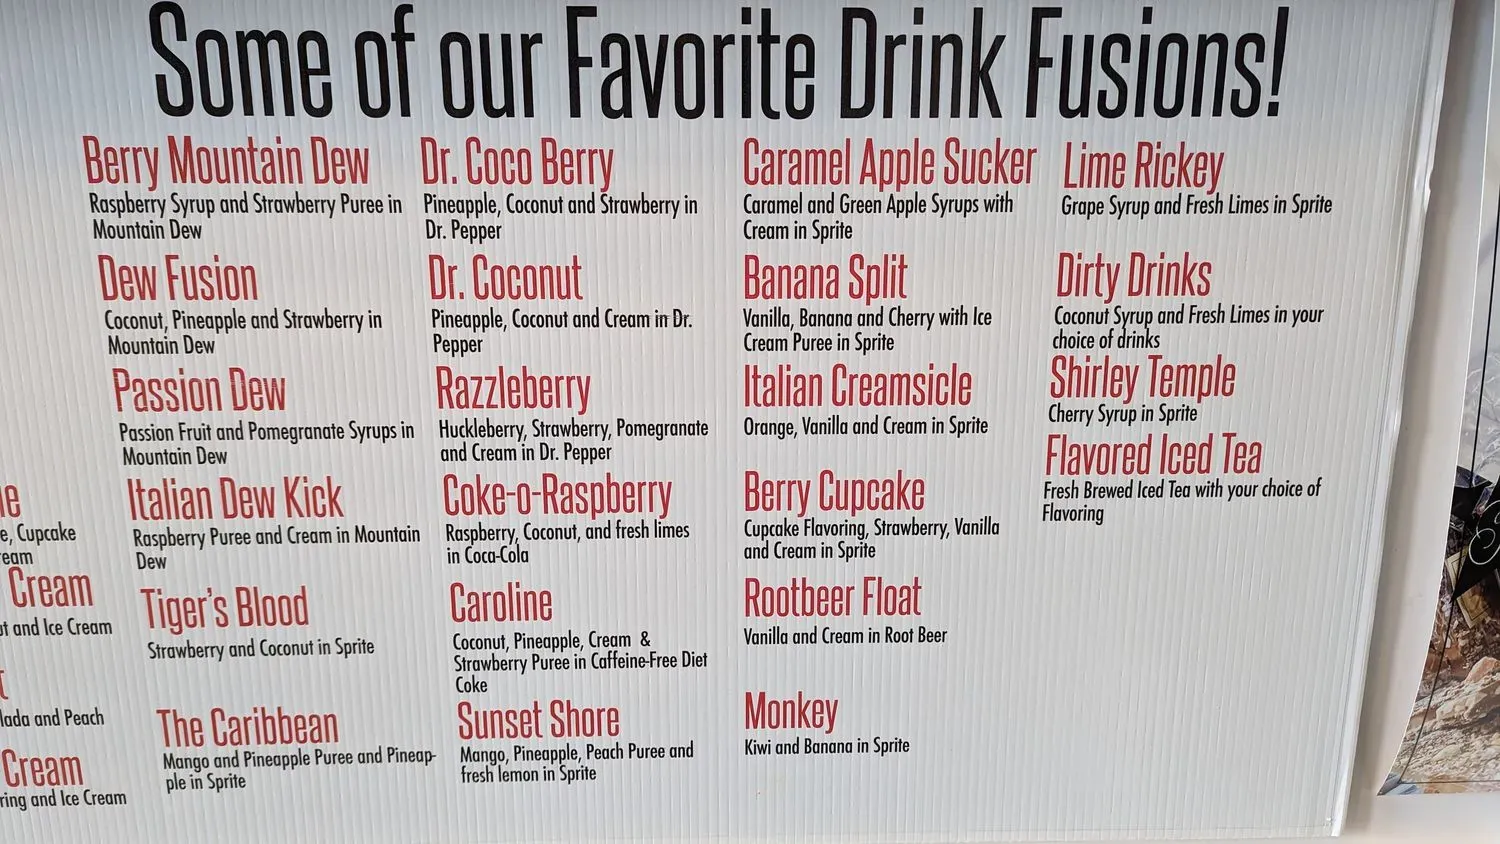 Some of our Favorite Drink Fusions!
e, Cupcake
Cream
and Ice Cream
and Peach
Cream
and Ice Cream
Berry Mountain Dew
Raspberry Syrup and Strawberry Puree in
Mountain Dew
Dew Fusion
Coconut, Pineapple and Strawberry in
Mountain Dew
Passion Dew
Passion Fruit and Pomegranate Syrups in
Mountain Dew
Italian Dew Kick
Raspberry Puree and Cream in Mountain
Dew
Tiger's Blood
Strawberry and Coconut in Sprite
The Caribbean
Mango and Pineapple Puree and Pineap-
ple in Sprite
Dr. Coco Berry
Pineapple, Coconut and Strawberry in
Dr. Pepper
Dr. Coconut
Pineapple, Coconut and Cream in Dr.
Pepper
Razzleberry
Huckleberry, Strawberry, Pomegranate
and Cream in Dr. Pepper
Coke-o-Raspberry
Raspberry, Coconut, and fresh limes
in Coca-Cola
Caroline
Coconut, Pineapple, Cream &
Strawberry Puree in Caffeine-Free Diet
Coke
Sunset Shore
Mango, Pineapple, Peach Puree and
fresh lemon in Sprite
Caramel Apple Sucker
Caramel and Green Apple Syrups with
Cream in Sprite
Banana Split
Vanilla, Banana and Cherry with Ice
Cream Puree in Sprite
Italian Creamsicle
Orange, Vanilla and Cream in Sprite
Berry Cupcake
Cupcake Flavoring, Strawberry, Vanilla
and Cream in Sprite
Rootbeer Float
Vanilla and Cream in Root Beer
Monkey
Kiwi and Banana in Sprite
Lime Rickey
Grape Syrup and Fresh Limes in Sprite
Dirty Drinks
Coconut Syrup and Fresh Limes in your
choice of drinks
Shirley Temple
Cherry Syrup in Sprite
Flavored Iced Tea
Fresh Brewed Iced Tea with your choice of
Flavoring